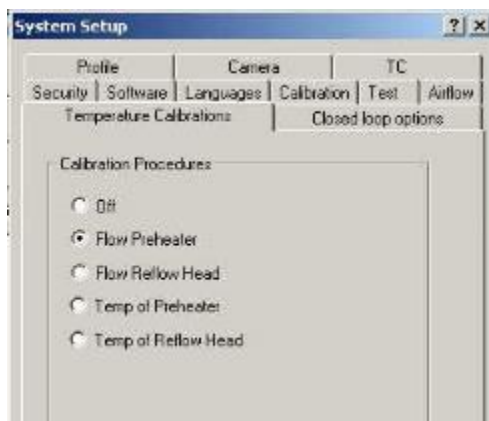 System Setup
Profile Camera TC
Security Software Languages Calibration Test Airflow
Temperature Calibrations Closed loop options
Calibration Procedures
Off
Flow Preheater
Flow Reflow Head
Temp of Preheater
Temp of Reflow Head